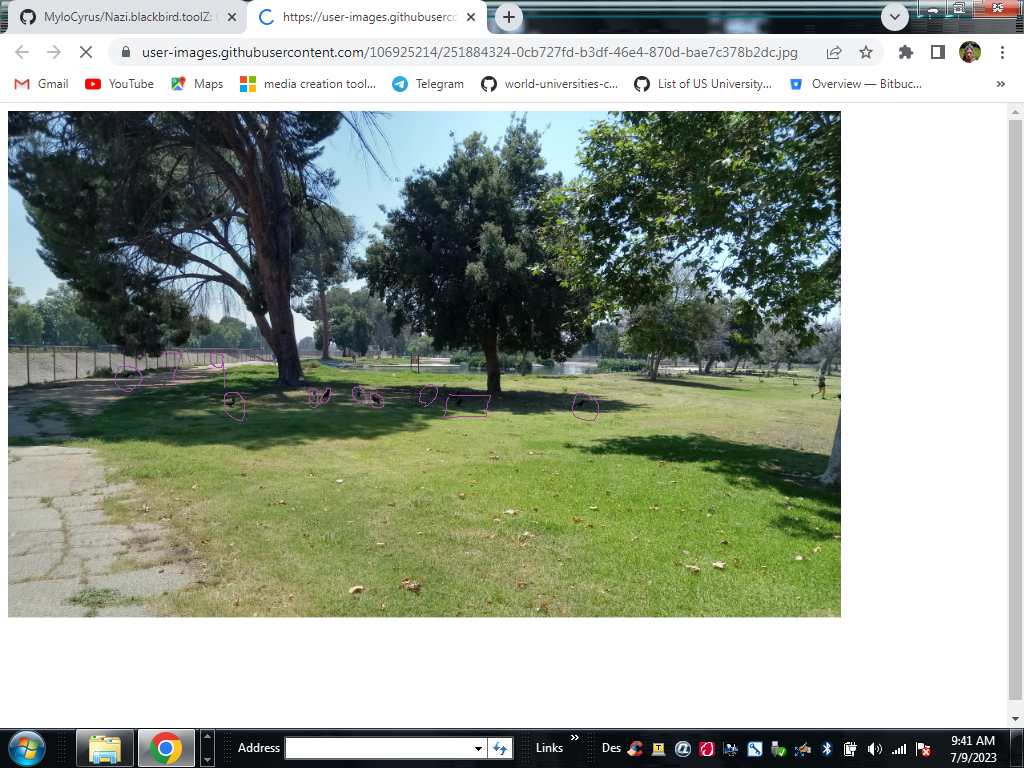 MyloCyrus/Nazi.blackbird.toolZ:
https://user-images.githubuserc
user-images.githubusercontent.com/106925214/251884324-0cb727fd-b3df-46e4-870d-bae7c378b2dc.jpg
Gmail YouTube Maps media creation tool... Telegram world-universities-c... List of US University... Overview — Bitbuc... »
Address Links » Des 9:41 AM
7/9/2023